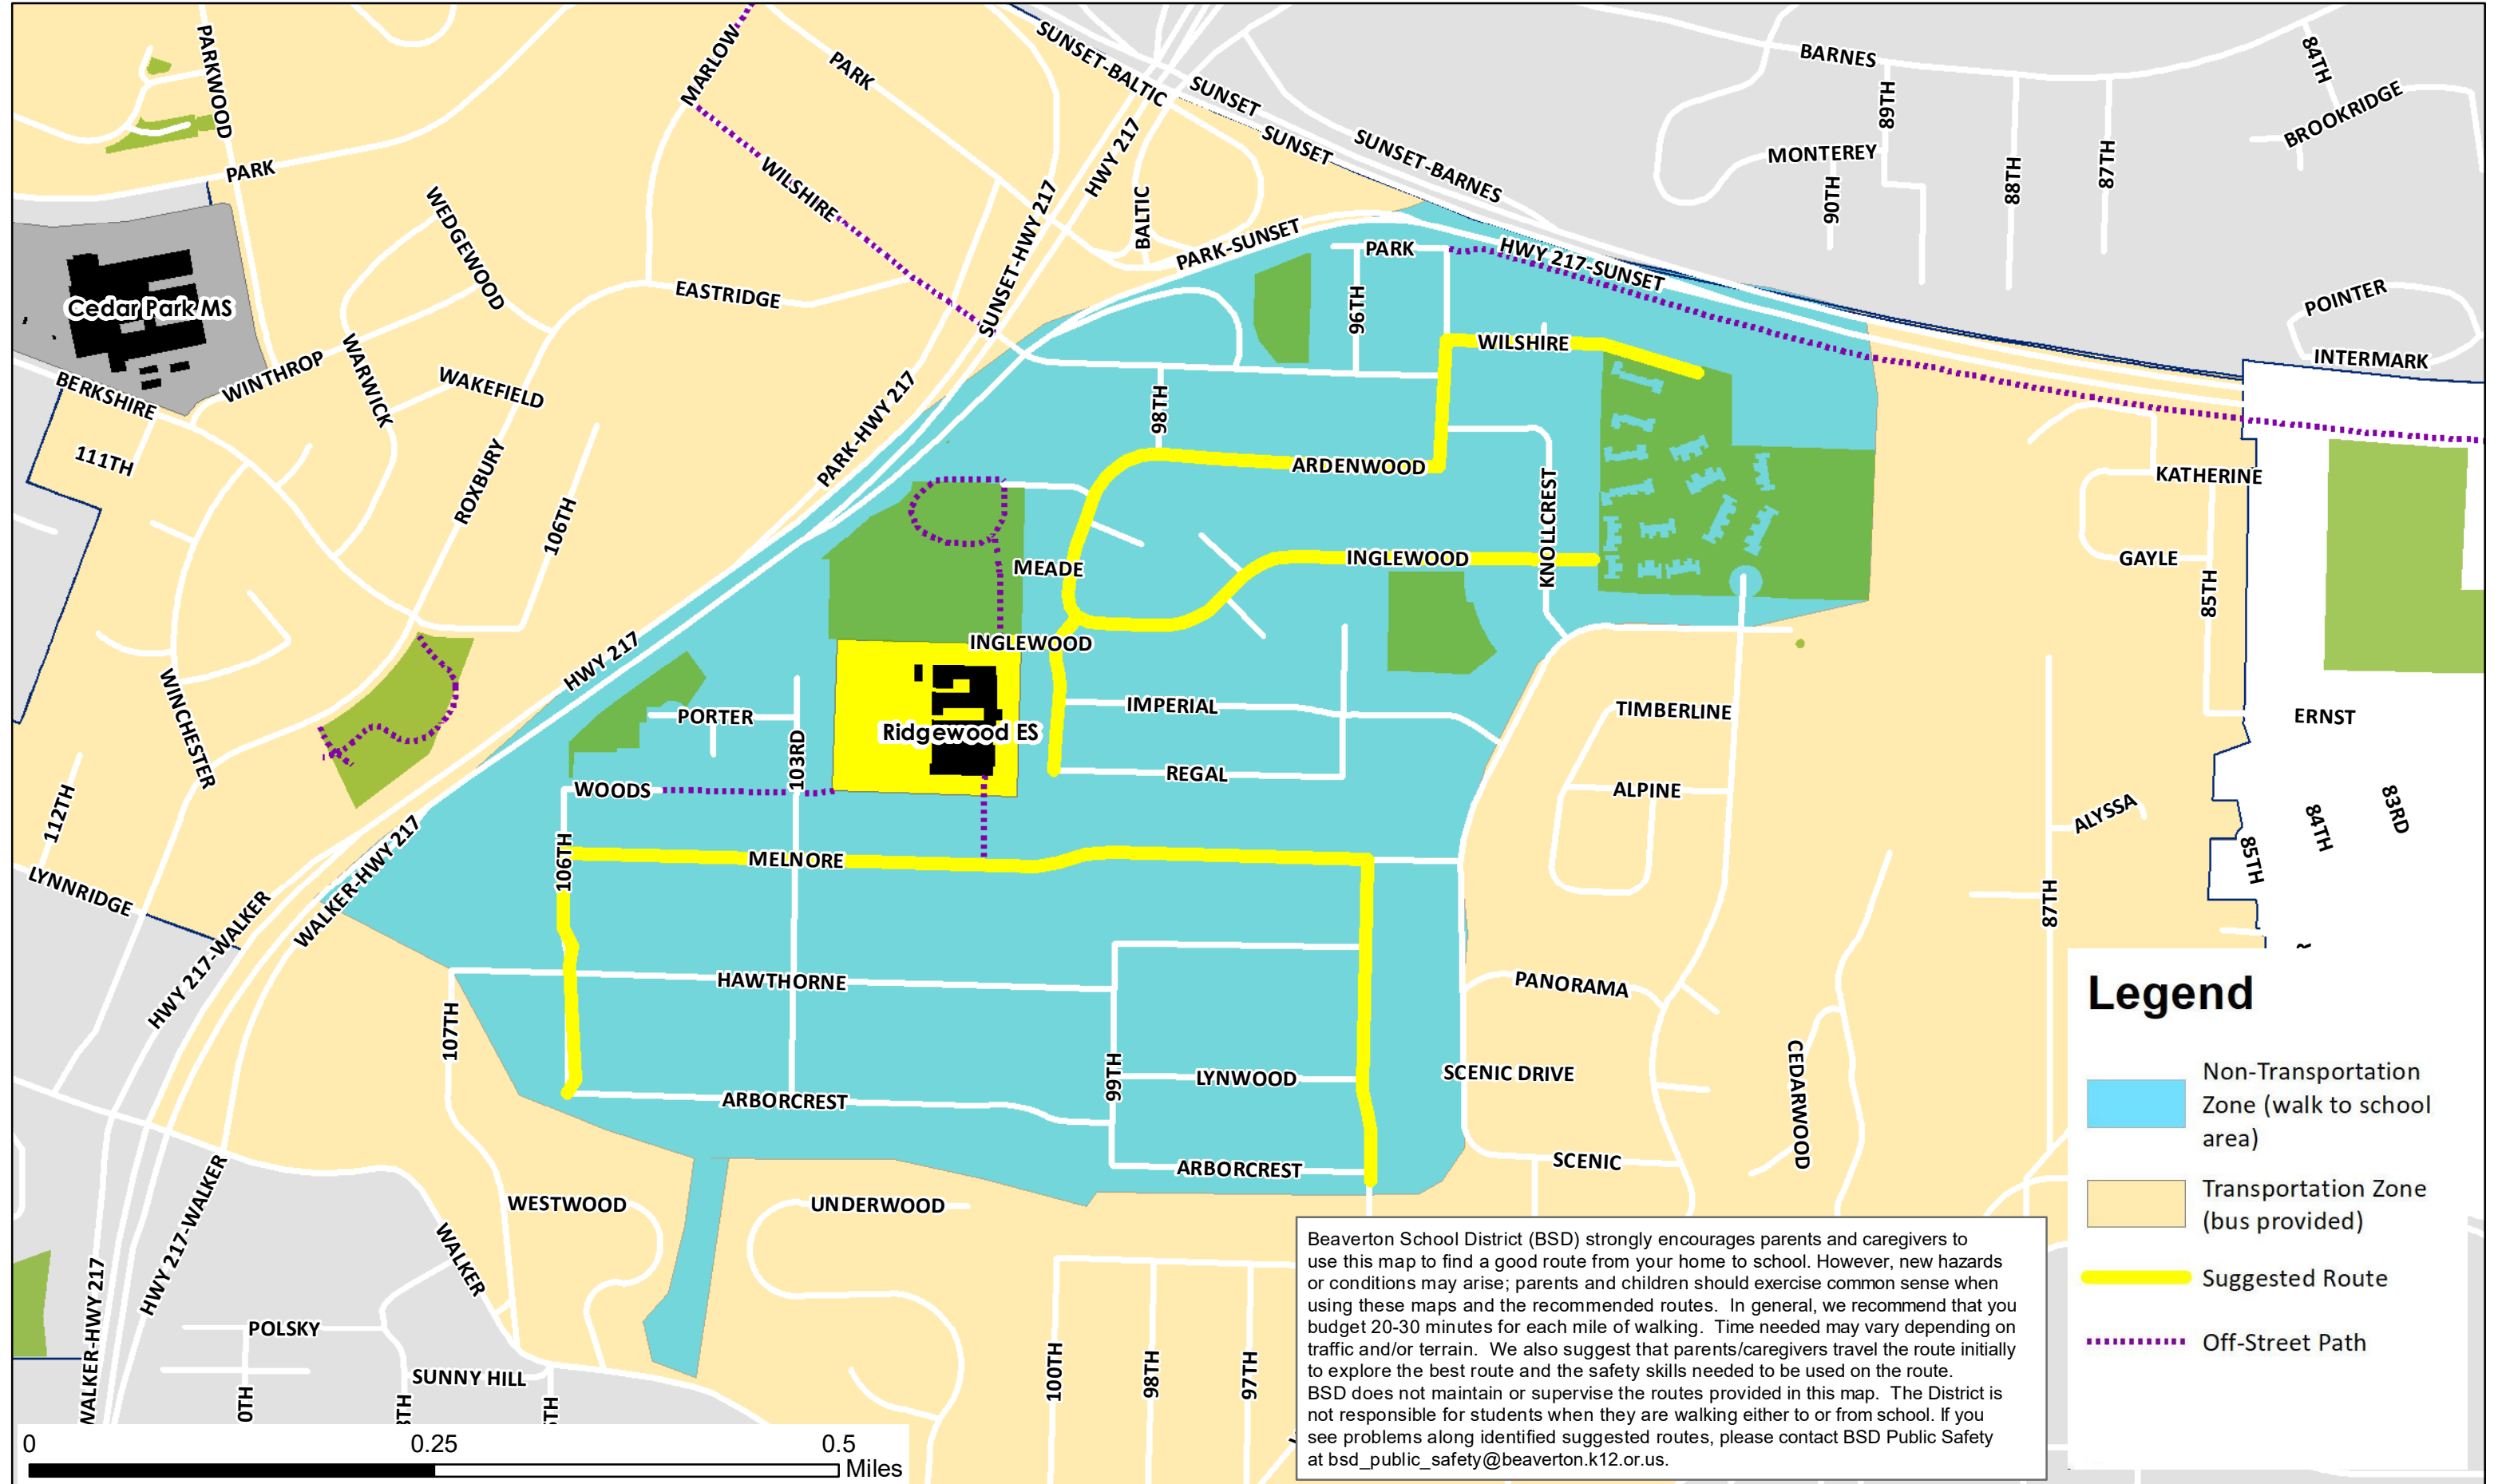 PARKWOOD
MARLOW
PARK
SUNSET-BALTIC
SUNSET
SUNSET
SUNSET-BARNES
BARNES
84TH
BROOKRIDGE
89TH
MONTEREY
90TH
88TH
87TH
PARK
WILSHIRE
HWY 217
BALTIC
SUNSET-HWY 217
PARK-SUNSET
PARK
HWY 217-SUNSET
WEDGEWOOD
EASTRIDGE
Cedar Park MS
96TH
WILSHIRE
POINTER
INTERMARK
BERKSHIRE
WINTHROP
WARWICK
WAKEFIELD
PARK-HWY 217
98TH
ARDENWOOD
111TH
ROXBURY
106TH
KNOLLCREST
KATHERINE
MEADE
INGLEWOOD
GAYLE
85TH
INGLEWOOD
HWY 217
WINCHESTER
PORTER
103RD
Ridgewood ES
IMPERIAL
TIMBERLINE
ERNST
WOODS
REGAL
ALPINE
ALYSSA
84TH
83RD
85TH
112TH
LYNNRIDGE
106TH
MELNORE
WALKER-HWY 217
HWY 217-WALKER
87TH
HAWTHORNE
PANORAMA
107TH
99TH
LYNWOOD
SCENIC DRIVE
CEDARWOOD
ARBORCREST
ARBORCREST
SCENIC
WESTWOOD
UNDERWOOD
HWY 217-WALKER
WALKER
WALKER-HWY 217
POLSKY
SUNNY HILL
0TH
TH
100TH
98TH
97TH
Legend
Non-Transportation
Zone (walk to school
area)
Transportation Zone
(bus provided)
Suggested Route
Off-Street Path
Beaverton School District (BSD) strongly encourages parents and caregivers to
use this map to find a good route from your home to school. However, new hazards
or conditions may arise; parents and children should exercise common sense when
using these maps and the recommended routes. In general, we recommend that you
budget 20-30 minutes for each mile of walking. Time needed may vary depending on
traffic and/or terrain. We also suggest that parents/caregivers travel the route initially
to explore the best route and the safety skills needed to be used on the route.
BSD does not maintain or supervise the routes provided in this map. The District is
not responsible for students when they are walking either to or from school. If you
see problems along identified suggested routes, please contact BSD Public Safety
at bsd_public_safety@beaverton.k12.or.us.
0 0.25 0.5
Miles